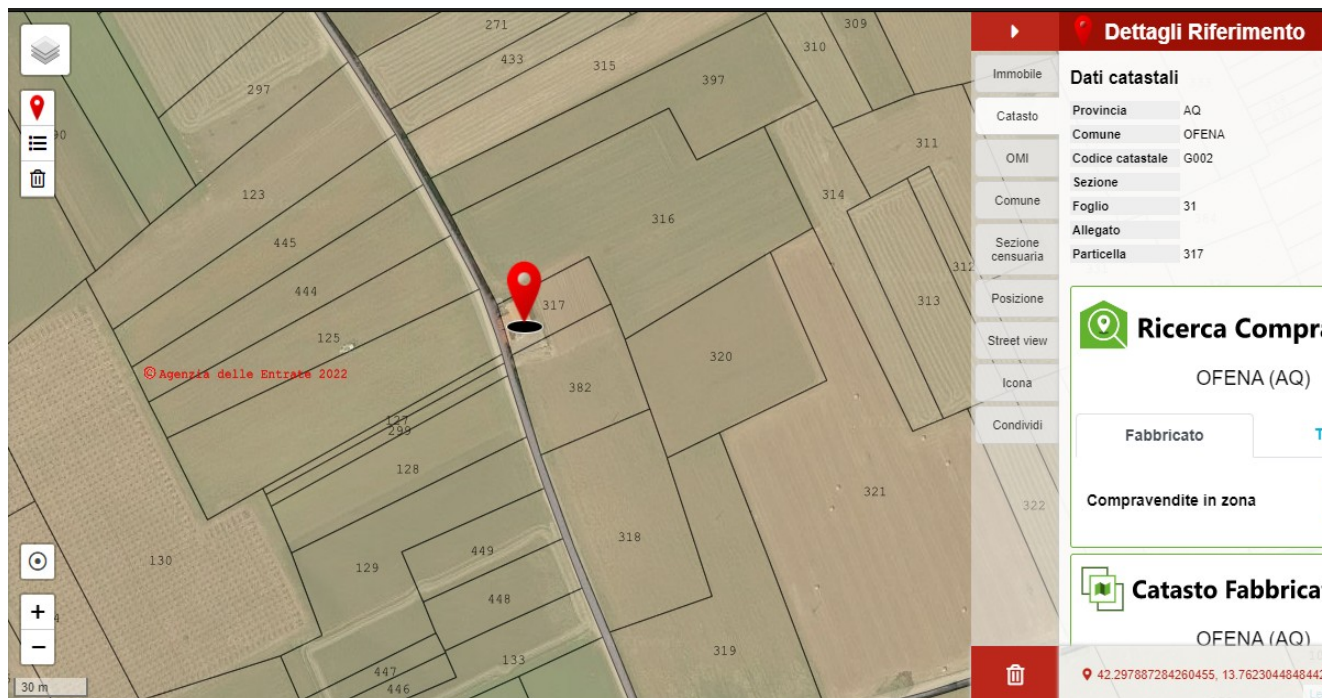 271
309
310
433
315
397
297
90
311
123
316
314
445
312
444
317
313
125
320
© Agenzia delle Entrate 2022
382
127
299
128
321
322
318
130
129
449
448
133
319
447
446
30 m
+
−
Immobile
Catasto
OMI
Comune
Sezione
censuaria
Posizione
Street view
Icona
Condividi
Dettagli Riferimento
Dati catastali
Provincia AQ
Comune OFENA
Codice catastale G002
Sezione
Foglio 31
Allegato
Particella 317
Ricerca Compra
OFENA (AQ)
Fabbricato T
Compravendite in zona
Catasto Fabbrica
OFENA (AQ)
42.297887284260455, 13.7623044848442